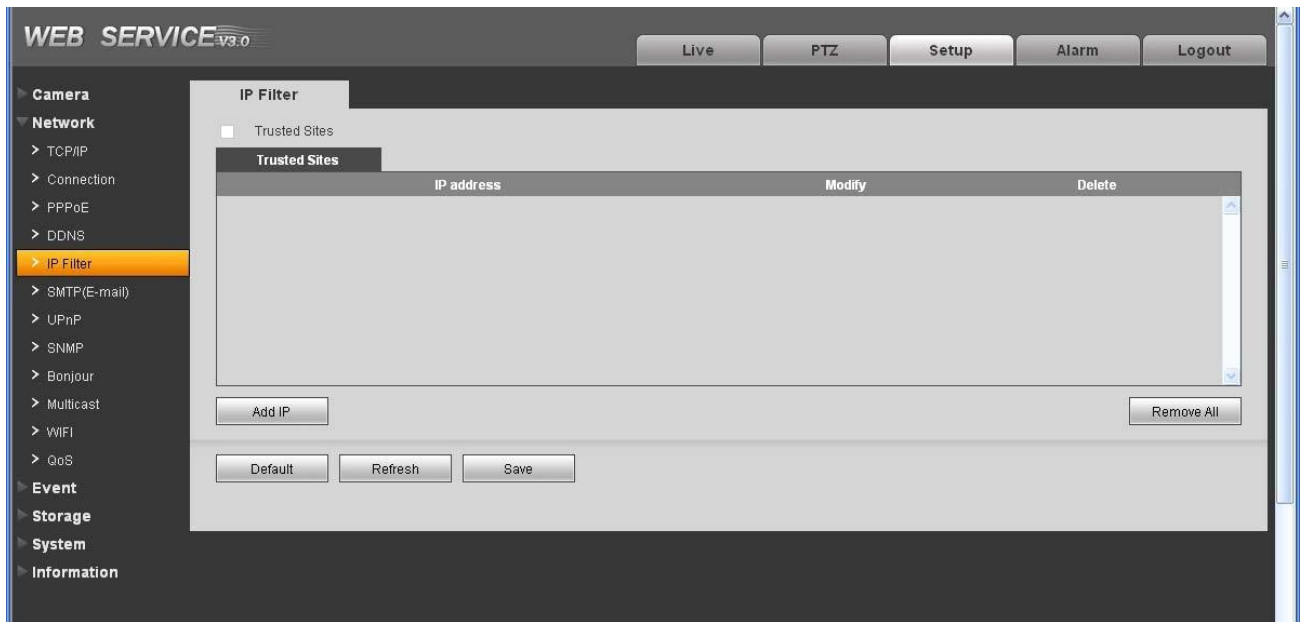 WEB SERVICE V3.0
Live PTZ Setup Alarm Logout
Camera
Network
> TCP/IP
> Connection
> PPPoE
> DDNS
> IP Filter
> SMTP(E-mail)
> UPnP
> SNMP
> Bonjour
> Multicast
> WIFI
> QoS
Event
Storage
System
Information
IP Filter
Trusted Sites
Trusted Sites
IP address Modify Delete
Add IP Remove All
Default Refresh Save